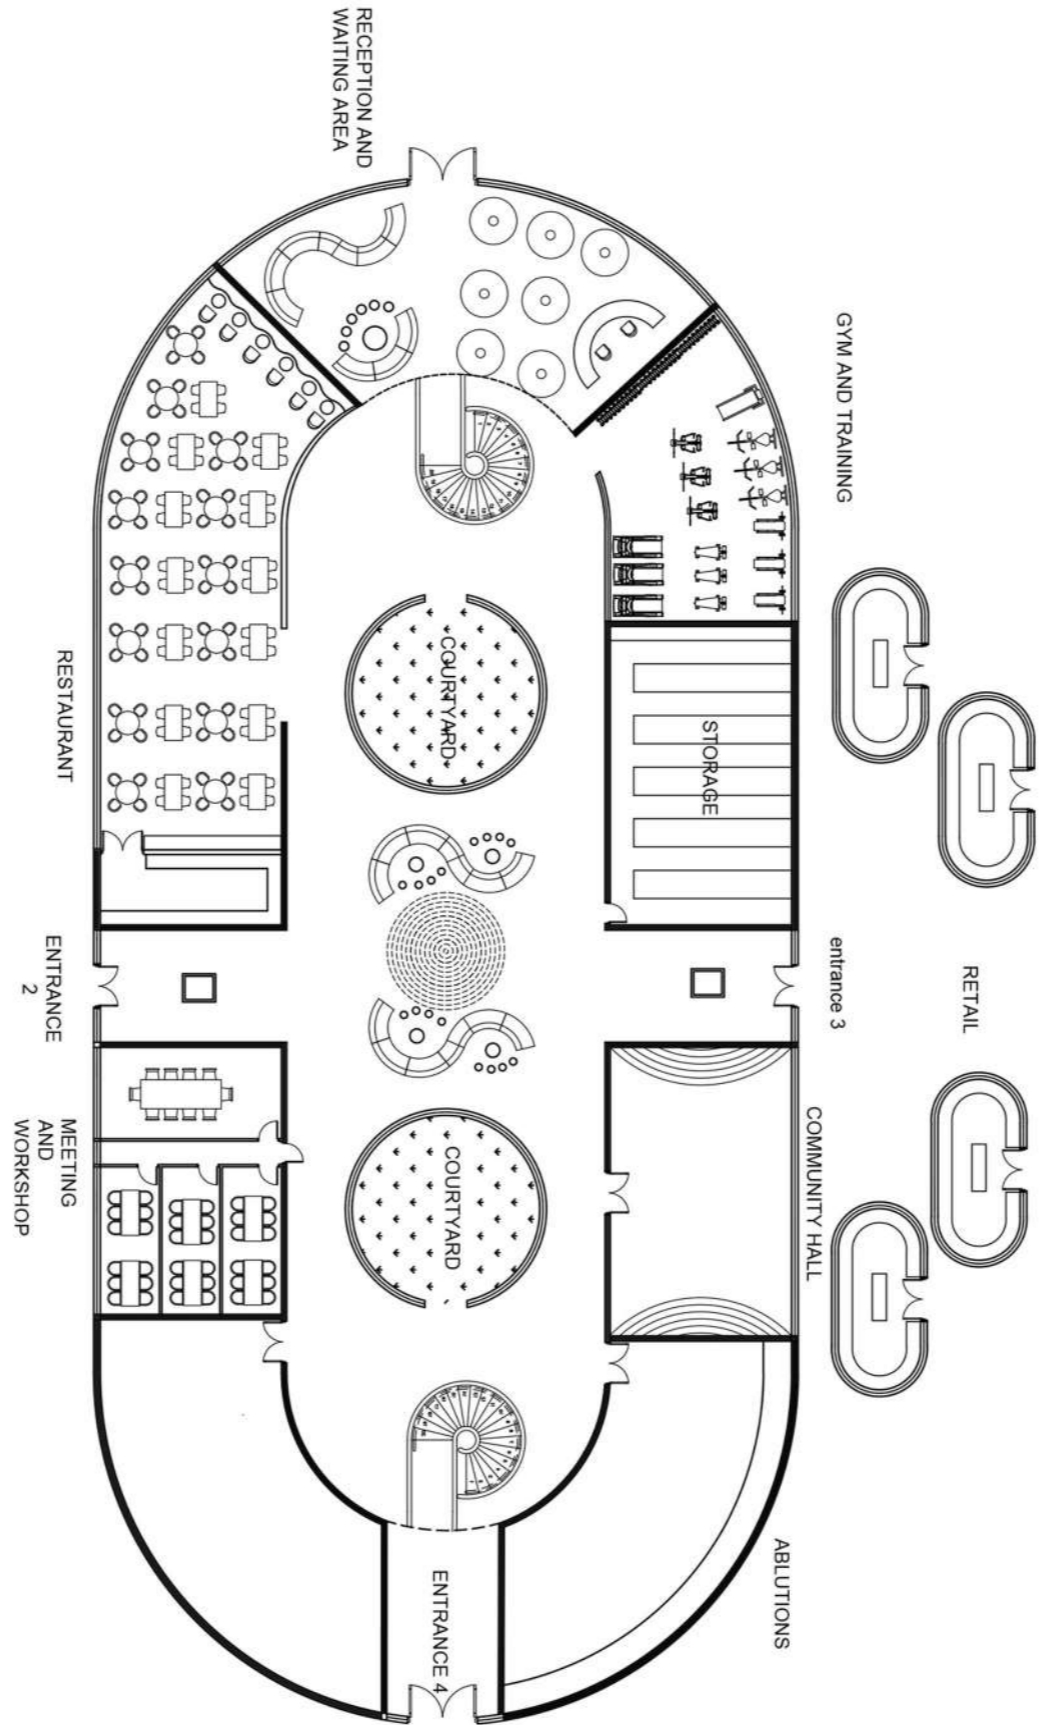 RECEPTION AND
WAITING AREA
GYM AND TRAINING
COURTYARD
STORAGE
RESTAURANT
ENTRANCE
2
entrance 3
RETAIL
MEETING
AND
WORKSHOP
COURTYARD
COMMUNITY HALL
ENTRANCE 4
ABLUTIONS